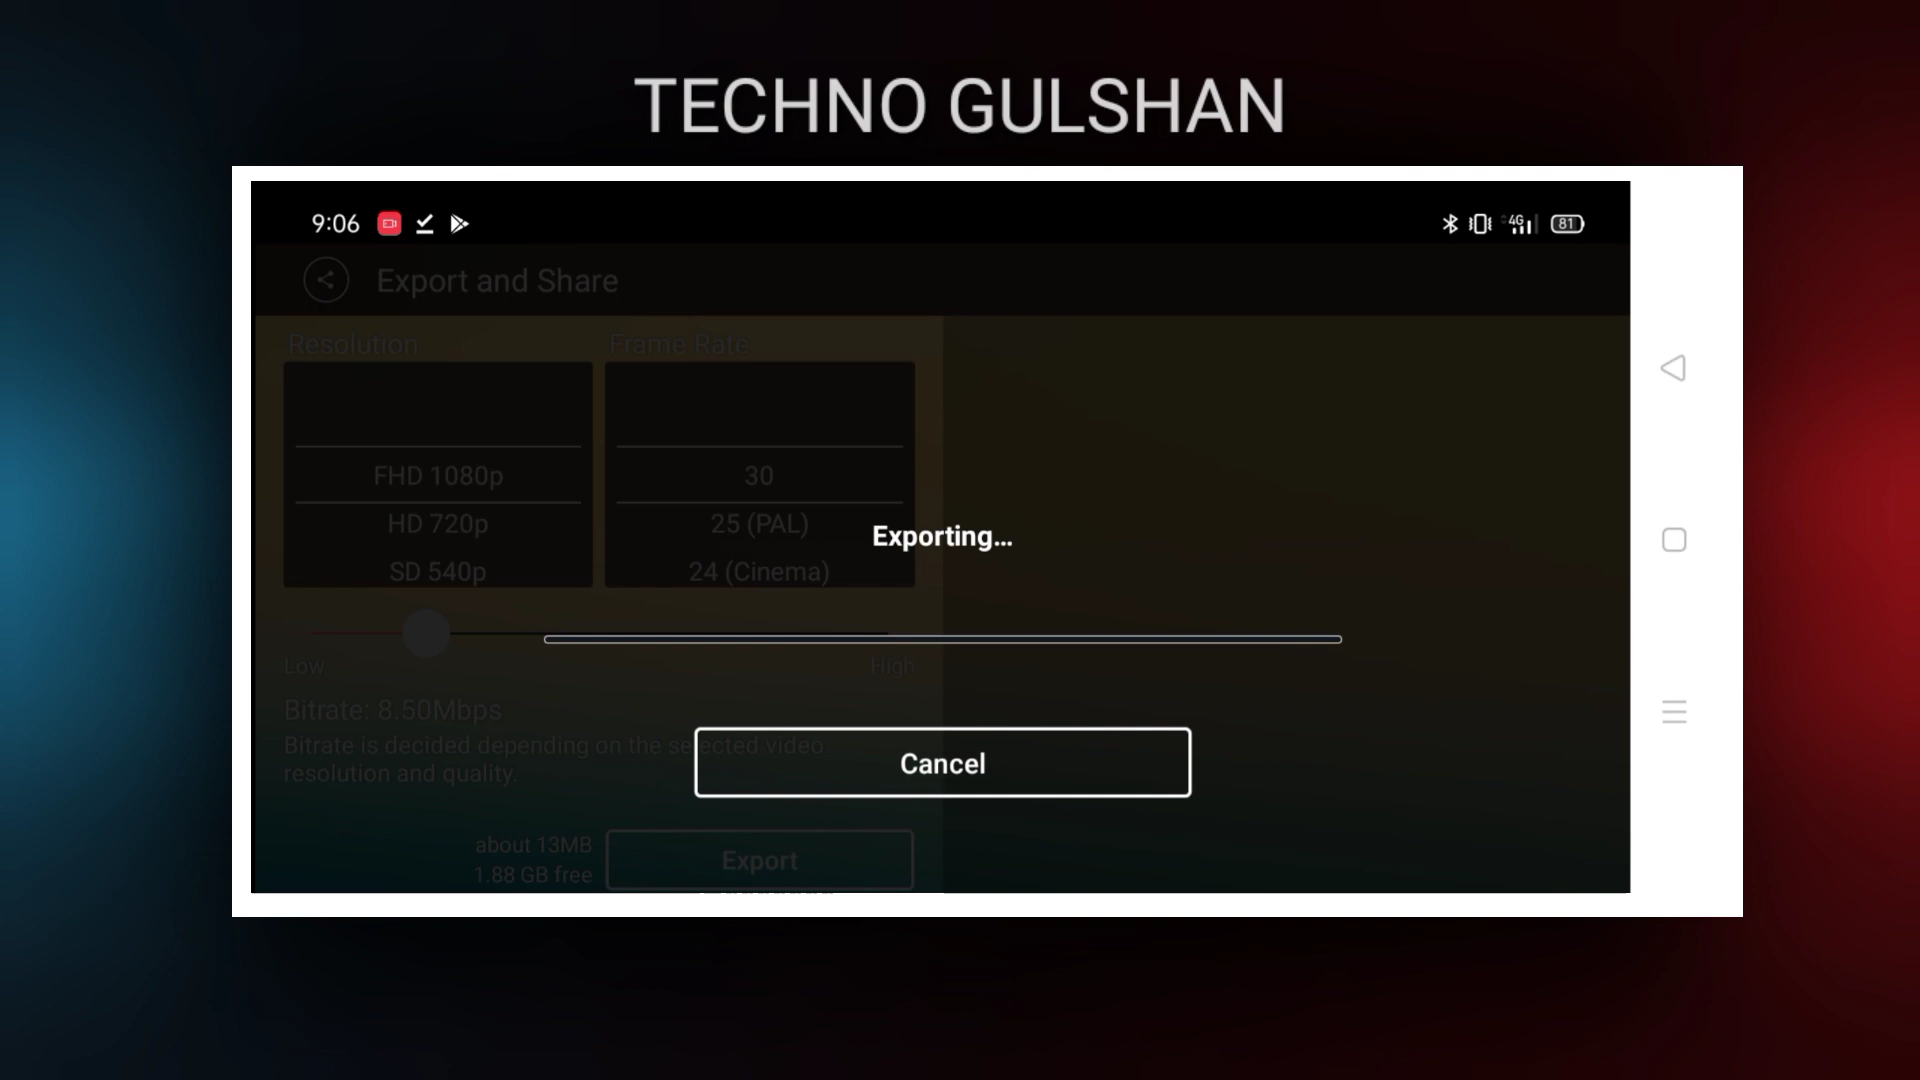 TECHNO GULSHAN
9:06
4G
81
Export and Share
Resolution
Frame Rate
FHD 1080p
30
HD 720p
25 (PAL)
SD 540p
24 (Cinema)
Exporting...
Low
High
Bitrate: 8.50Mbps
Bitrate is decided depending on the selected video
resolution and quality.
Cancel
about 13MB
1.88 GB free
Export